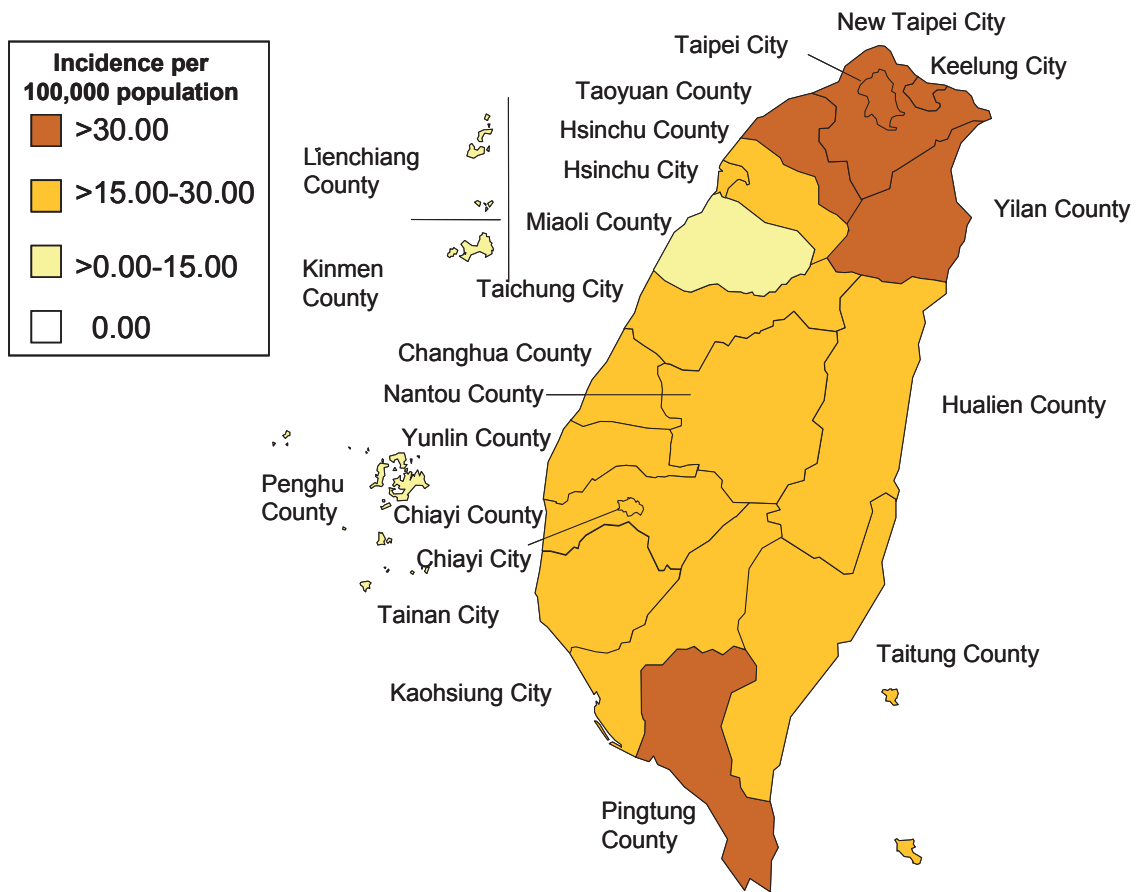 Incidence per
100,000 population
>30.00
>15.00-30.00
>0.00-15.00
0.00
New Taipei City
Taipei City
Keelung City
Taoyuan County
Hsinchu County
Hsinchu City
Lienchiang
County
Yilan County
Miaoli County
Kinmen
County
Taichung City
Changhua County
Nantou County
Hualien County
Yunlin County
Penghu
County
Chiayi County
Chiayi City
Tainan City
Taitung County
Kaohsiung City
Pingtung
County